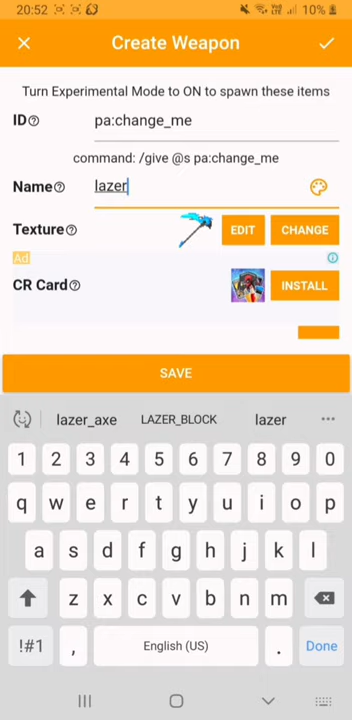 20:52 10%
Create Weapon
Turn Experimental Mode to ON to spawn these items
ID pa:change_me
command: /give @s pa:change_me
Name lazer
Texture EDIT CHANGE
Ad
CR Card INSTALL
SAVE
lazer_axe LAZER_BLOCK lazer
1 2 3 4 5 6 7 8 9 0
q w e r t y u i o p
a s d f g h j k l
z x c v b n m
!#1 , English (US) . Done